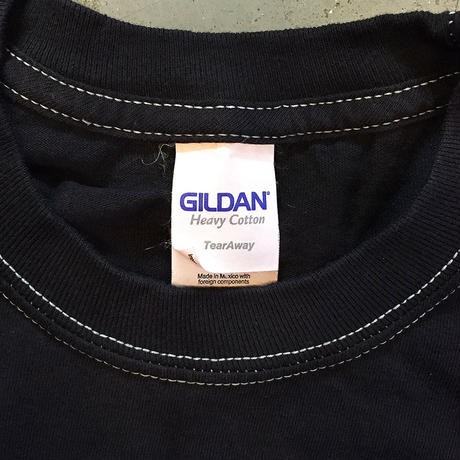 GILDAN®
Heavy Cotton
TearAway
Made in Mexico with
foreign components